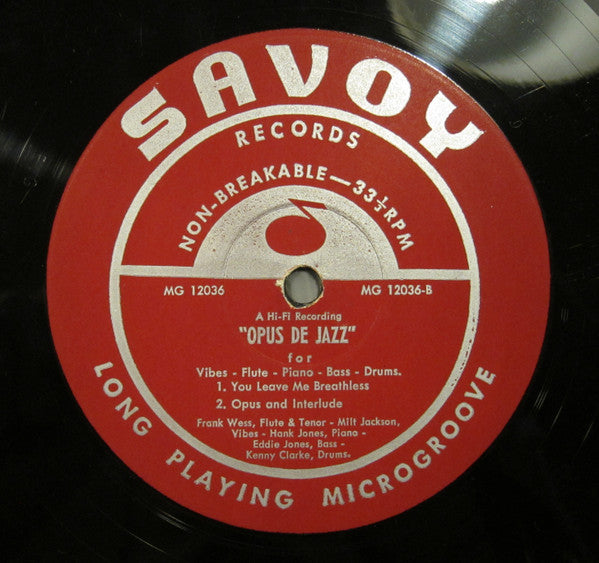 SAVOY
RECORDS
NON-BREAKABLE—33⅓RPM
MG 12036
MG 12036-B
A Hi-Fi Recording
"OPUS DE JAZZ"
for
Vibes - Flute - Piano - Bass - Drums.
1. You Leave Me Breathless
2. Opus and Interlude
Frank Wess, Flute & Tenor - Milt Jackson,
Vibes - Hank Jones, Piano -
Eddie Jones, Bass -
Kenny Clarke, Drums.
LONG PLAYING MICROGROOVE